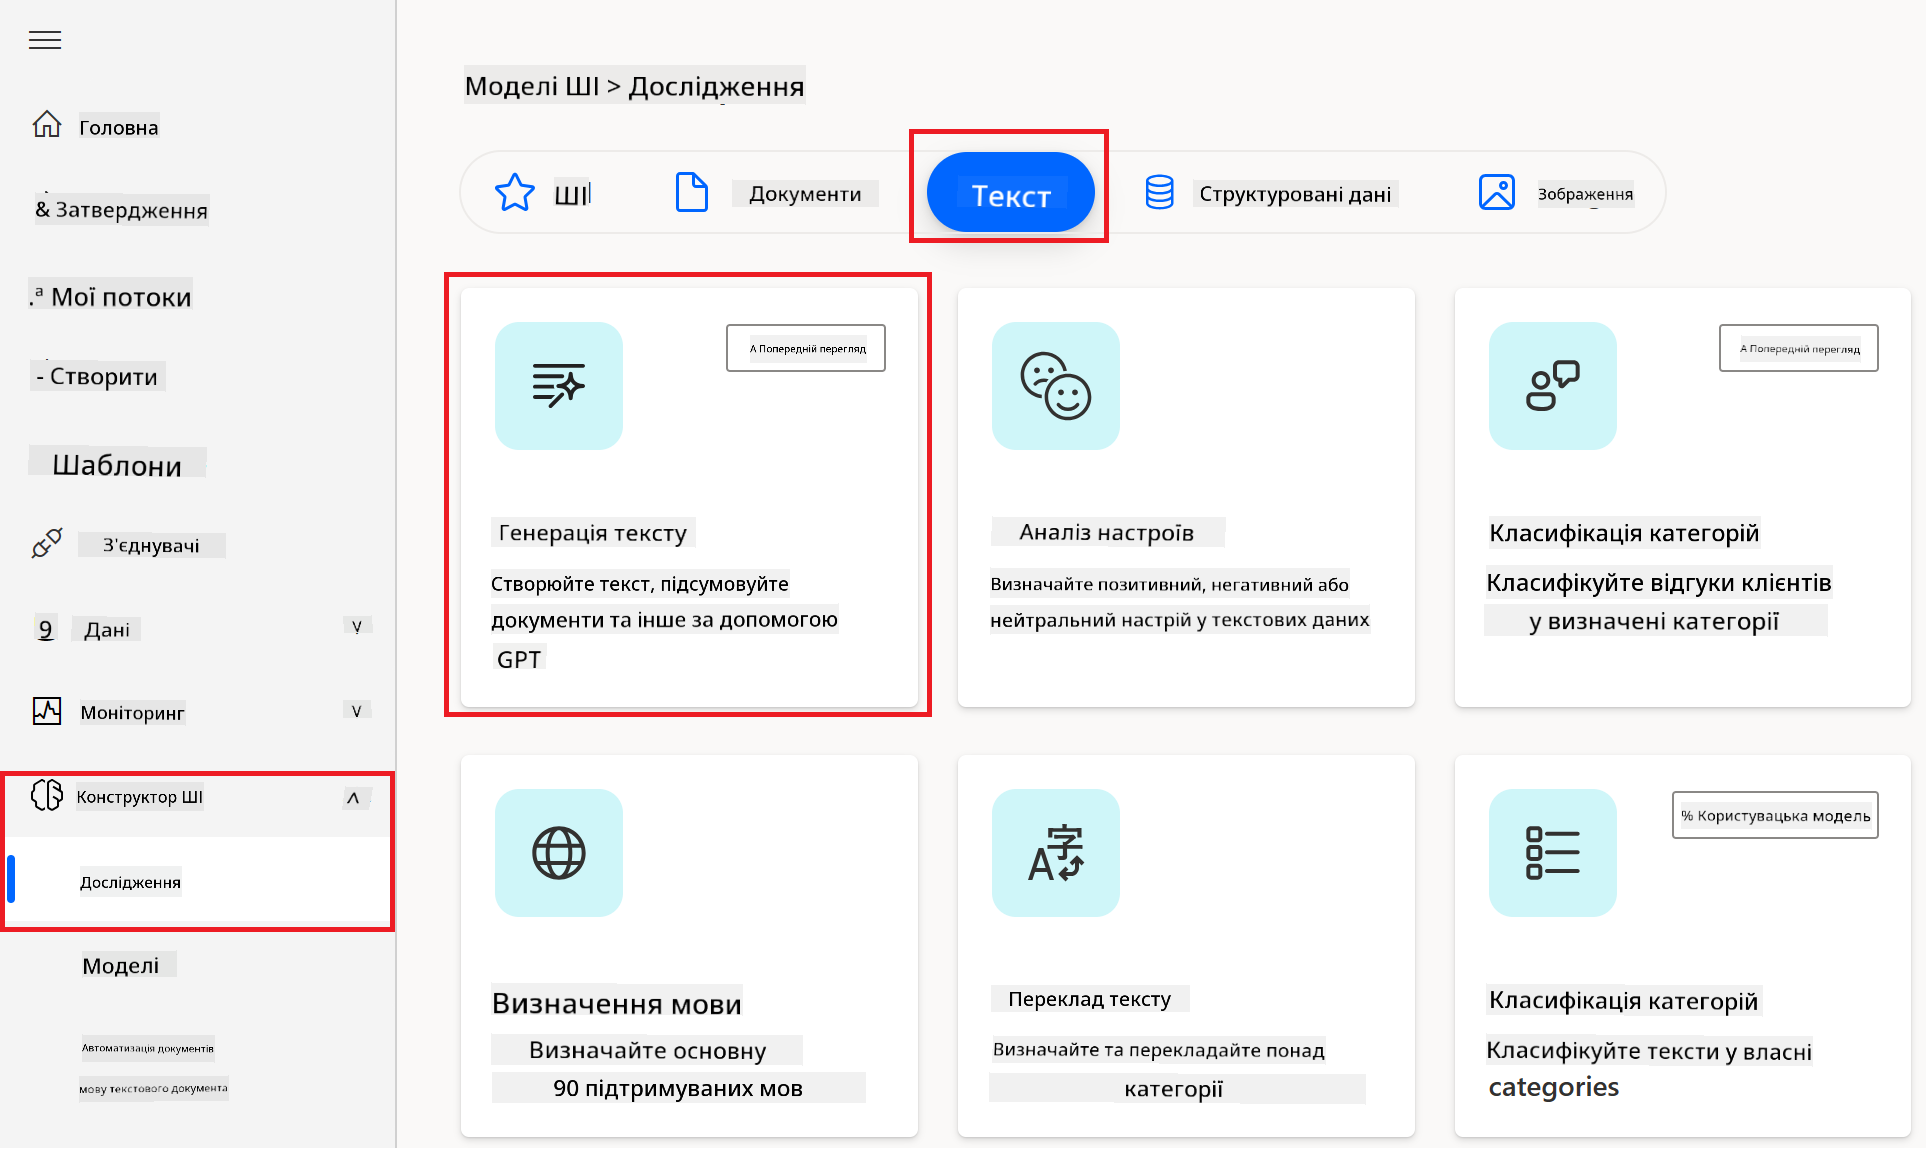 Головна
& Затвердження
.ª Мої потоки
- Створити
Шаблони
З'єднувачі
9 Дані
Моніторинг
Конструктор ШІ
Дослідження
Моделі
Автоматизація документів
мову текстового документа
Моделі ШІ > Дослідження
ШІ
Документи
Текст
Структуровані дані
Зображення
А Попередній перегляд
Генерація тексту
Створюйте текст, підсумовуйте
документи та інше за допомогою
GPT
Аналіз настроїв
Визначайте позитивний, негативний або
нейтральний настрій у текстових даних
А Попередній перегляд
Класифікація категорій
Класифікуйте відгуки клієнтів
у визначені категорії
Визначення мови
Визначайте основну
90 підтримуваних мов
字
A
Переклад тексту
Визначайте та перекладайте понад
категорії
% Користувацька модель
Класифікація категорій
Класифікуйте тексти у власні
categories